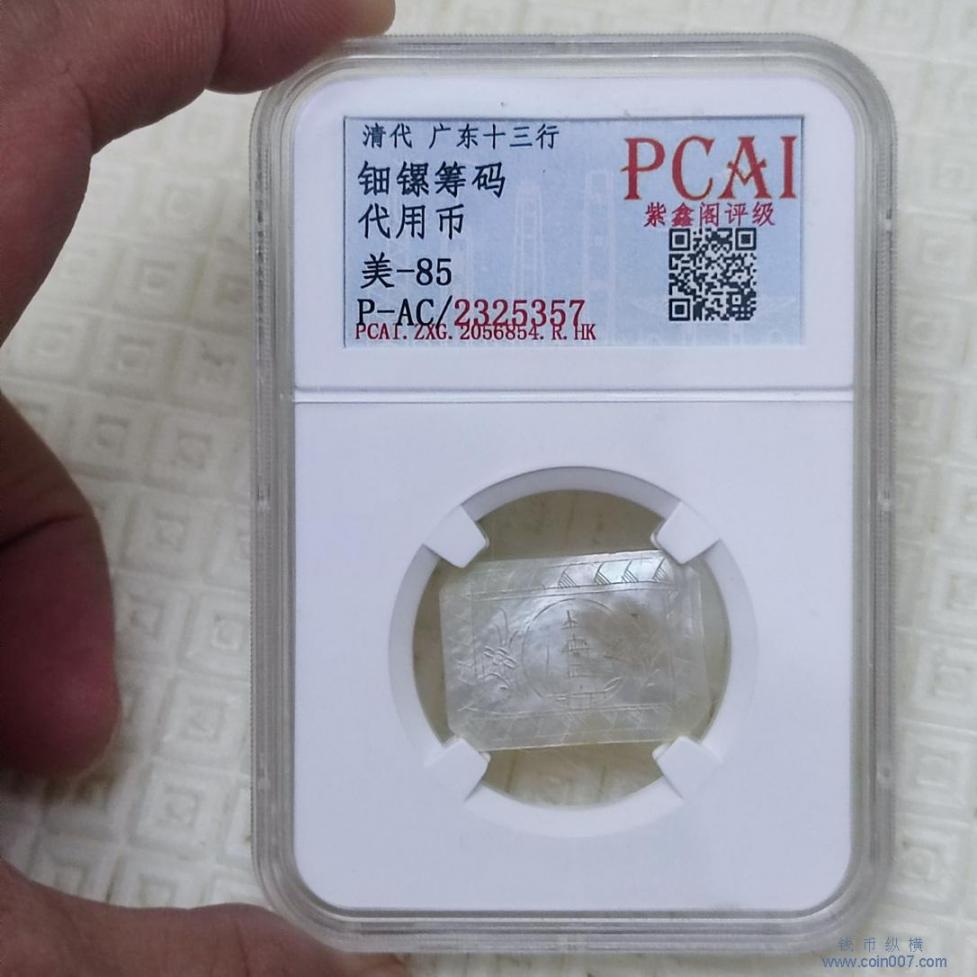 清代 广东十三行
钿镙筹码
代用币
美-85
P-AC/2325357
PCAI.ZXG.2056854.R.HK
PCAI
紫鑫阁评级
钱币纵横
www.coin007.com